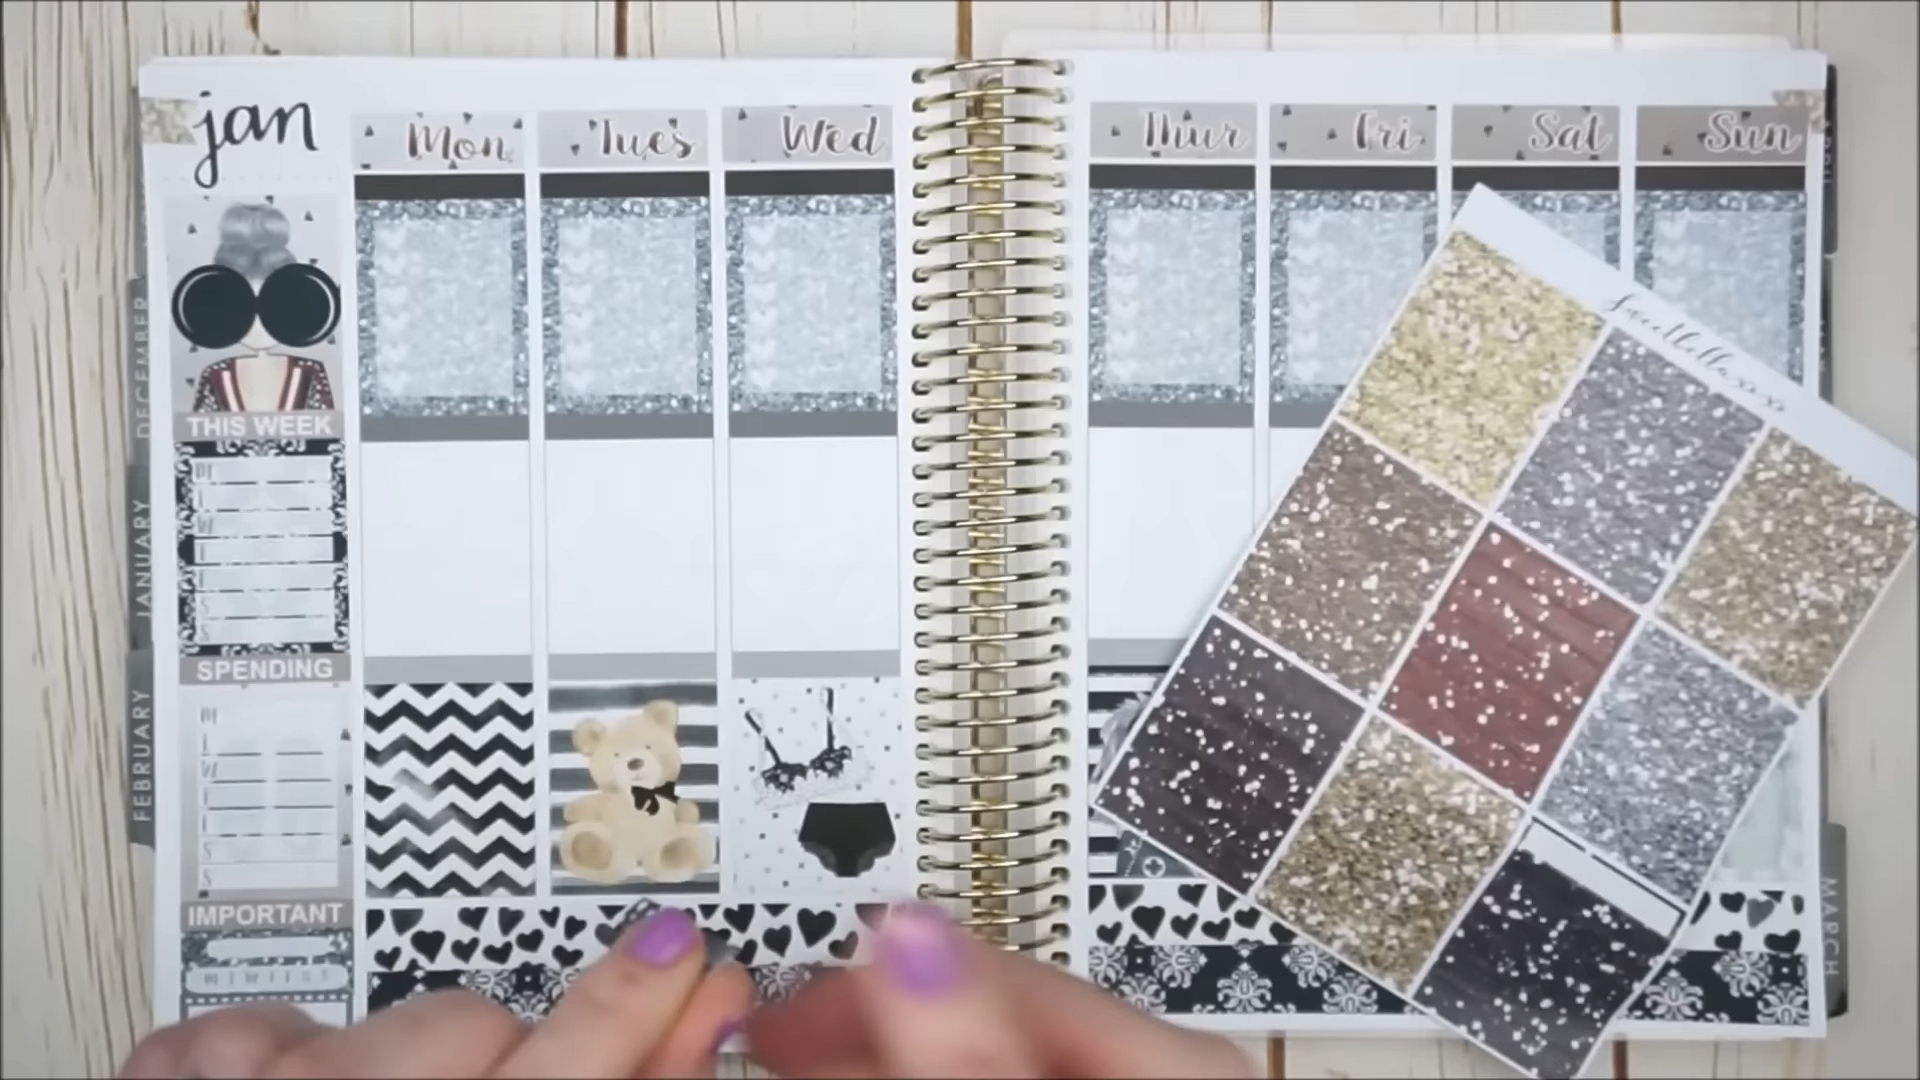 jan
Mon
Tues
Wed
Thur
Fri
Sat
Sun
THIS WEEK
M
T
W
T
F
S
S
SPENDING
M
T
W
T
F
S
S
IMPORTANT
DECEMBER
JANUARY
FEBRUARY
MARCH